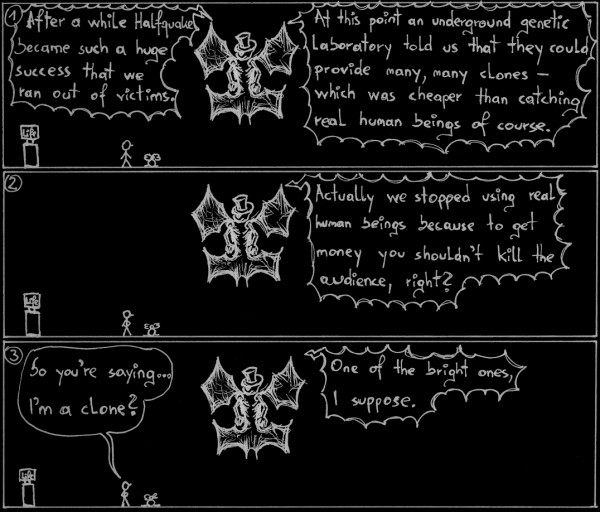 1
After a while Halfquake
became such a huge
success that we
ran out of victims.
At this point an underground genetic
Laboratory told us that they could
provide many, many clones –
which was cheaper than catching
real human beings of course.
Life
2
Actually we stopped using real
human beings because to get
money you shouldn't kill the
audience, right?
Life
3
So you're saying...
I'm a clone?
One of the bright ones,
I suppose.
Life